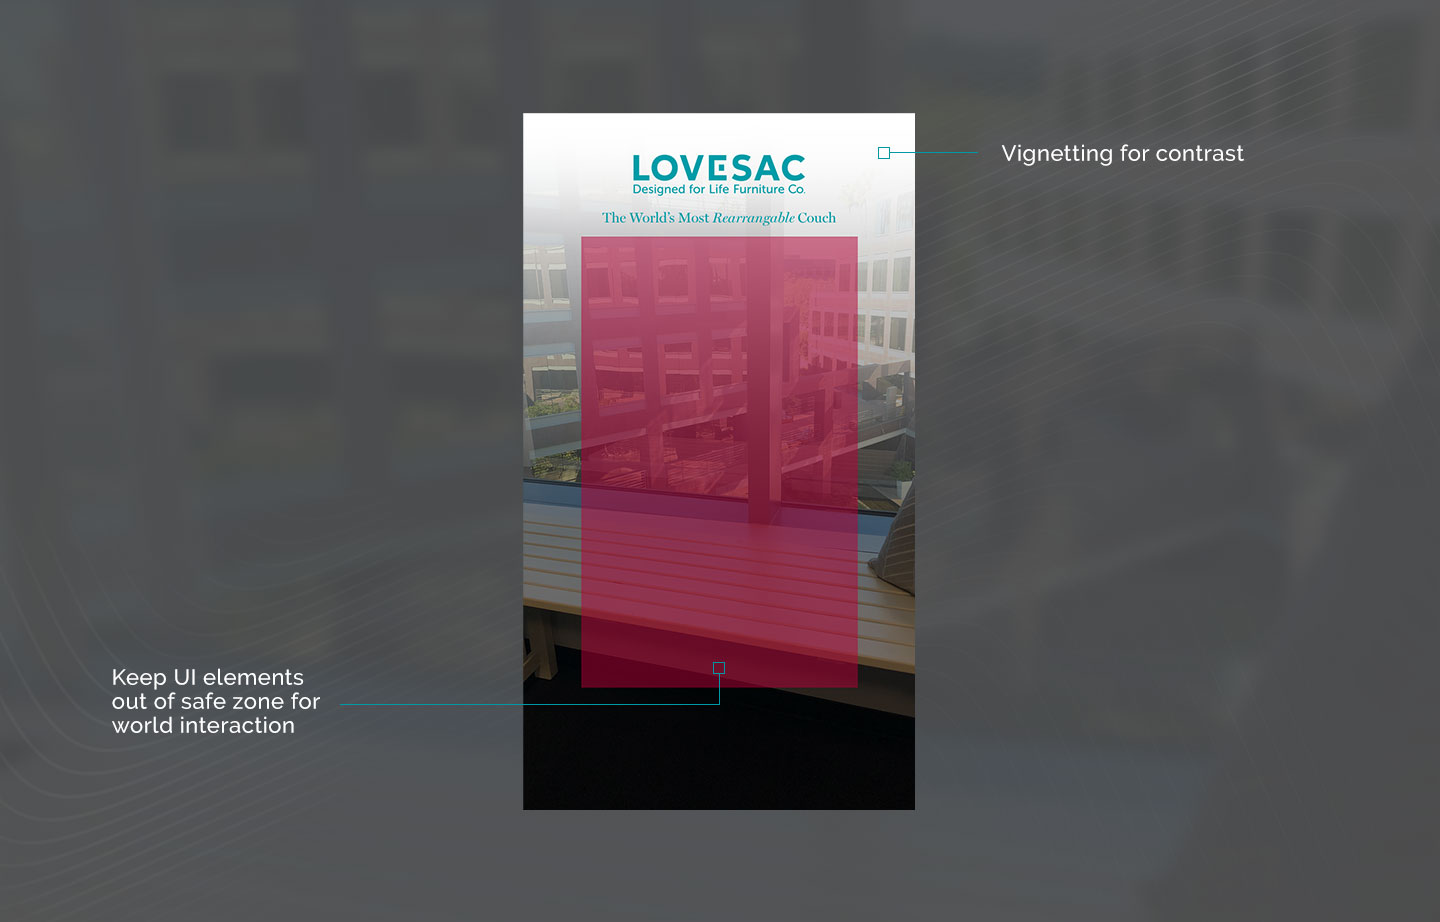 LOVESAC
Designed for Life Furniture Co.
The World's Most Rearrangable Couch
Vignetting for contrast
Keep UI elements
out of safe zone for
world interaction